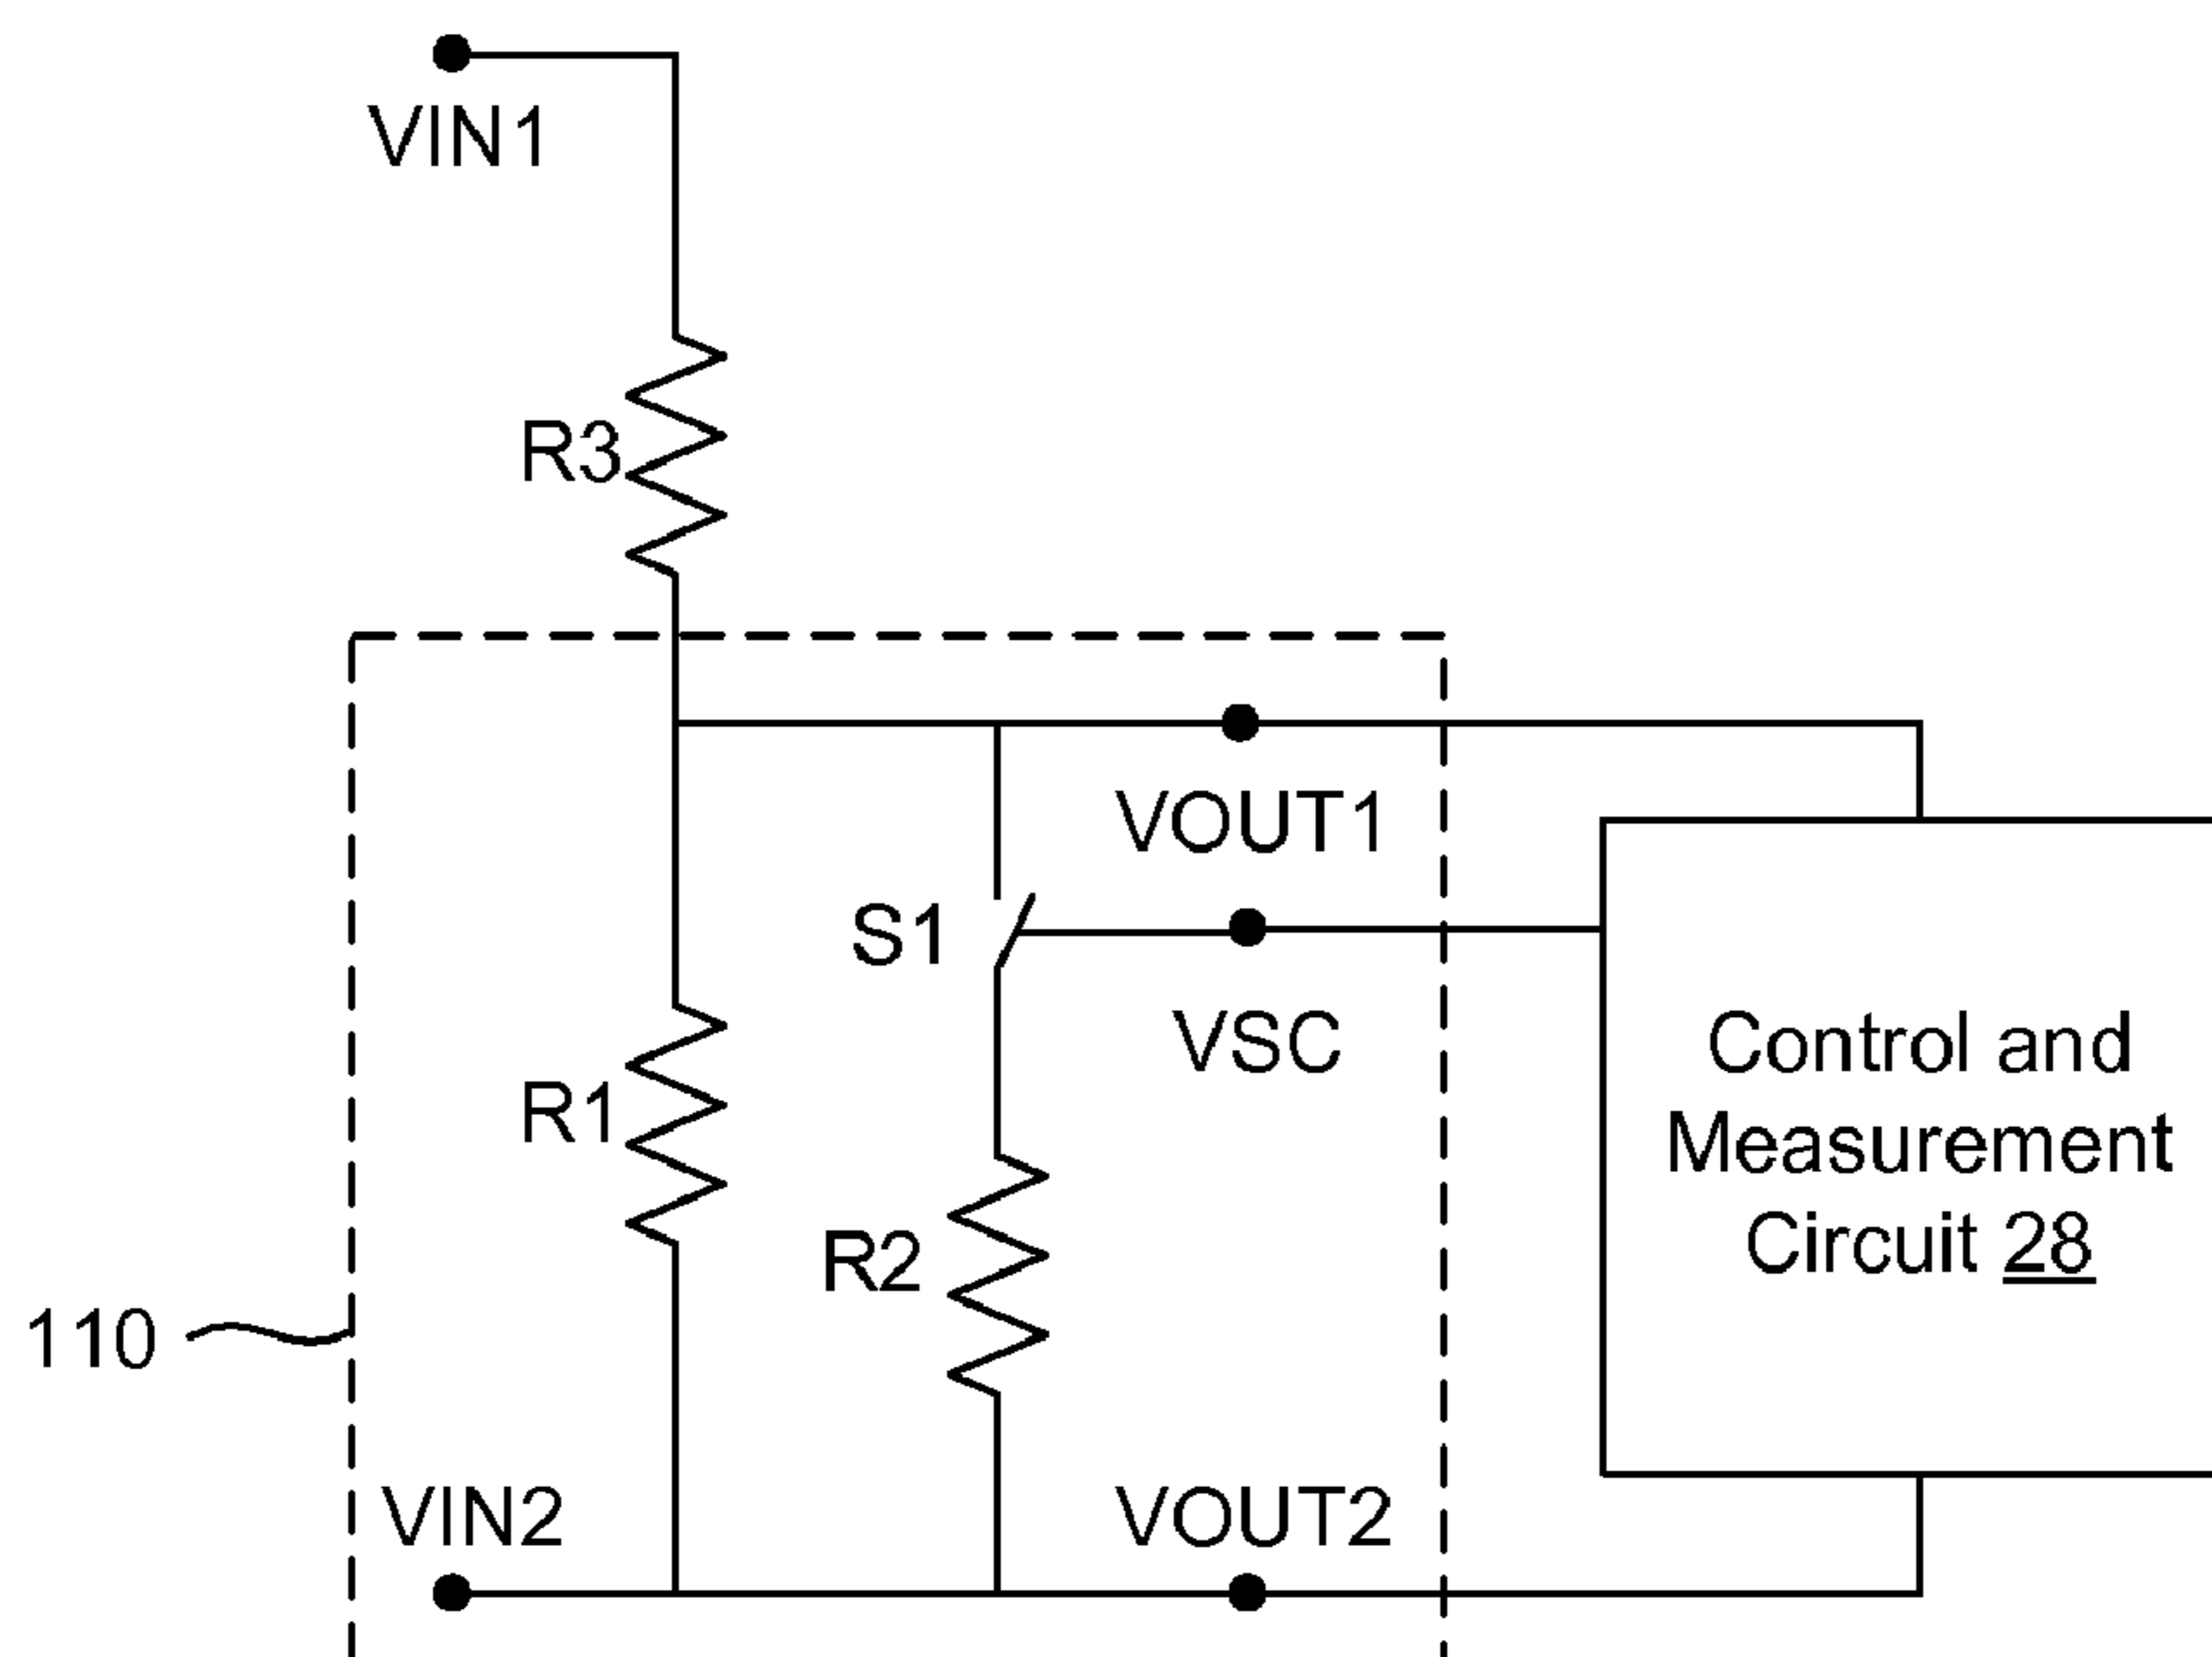 VIN1
R3
VOUT1
S1
VSC
Control and
Measurement
Circuit 28
R1
R2
110
VIN2
VOUT2